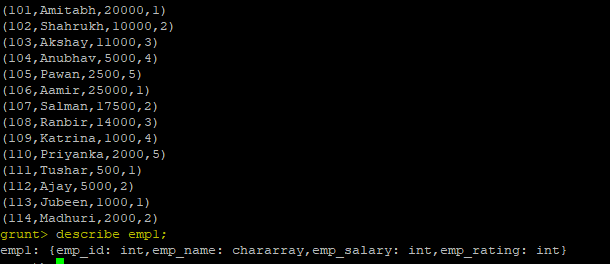 (101,Amitabh,20000,1)
(102,Shahrukh,10000,2)
(103,Akshay,11000,3)
(104,Anubhav,5000,4)
(105,Pawan,2500,5)
(106,Aamir,25000,1)
(107,Salman,17500,2)
(108,Ranbir,14000,3)
(109,Katrina,1000,4)
(110,Priyanka,2000,5)
(111,Tushar,500,1)
(112,Ajay,5000,2)
(113,Jubeen,1000,1)
(114,Madhuri,2000,2)
grunt> describe emp1;
emp1: {emp_id: int,emp_name: chararray,emp_salary: int,emp_rating: int}